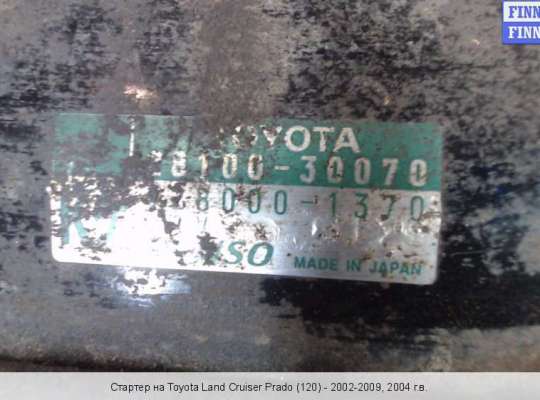 FINN
FINN
TOYOTA
8100-30070
8000-1370
SO
MADE IN JAPAN
Стартер на Toyota Land Cruiser Prado (120) - 2002-2009, 2004 г.в.